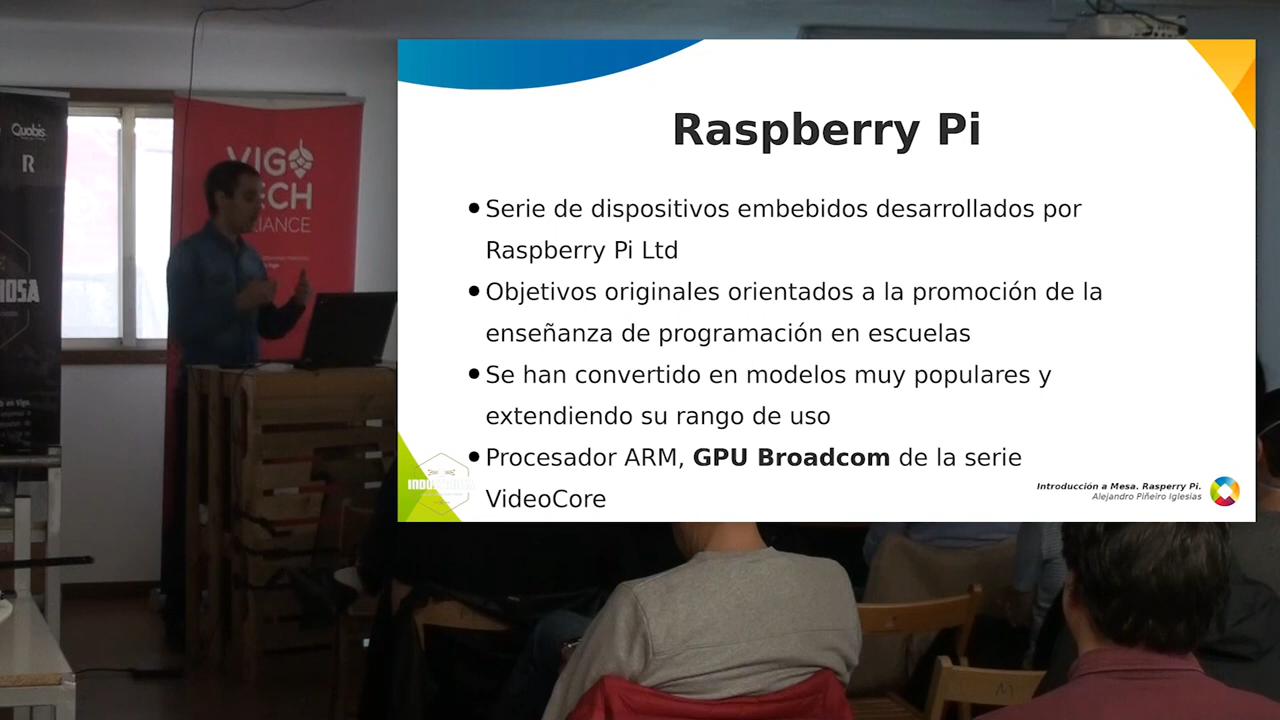 Quobis
R
VIGO
TECH
ALLIANCE
Raspberry Pi
• Serie de dispositivos embebidos desarrollados por
Raspberry Pi Ltd
• Objetivos originales orientados a la promoción de la
enseñanza de programación en escuelas
• Se han convertido en modelos muy populares y
extendiendo su rango de uso
• Procesador ARM, GPU Broadcom de la serie
VideoCore
Introducción a Mesa. Rasperry Pi.
Alejandro Piñeiro Iglesias